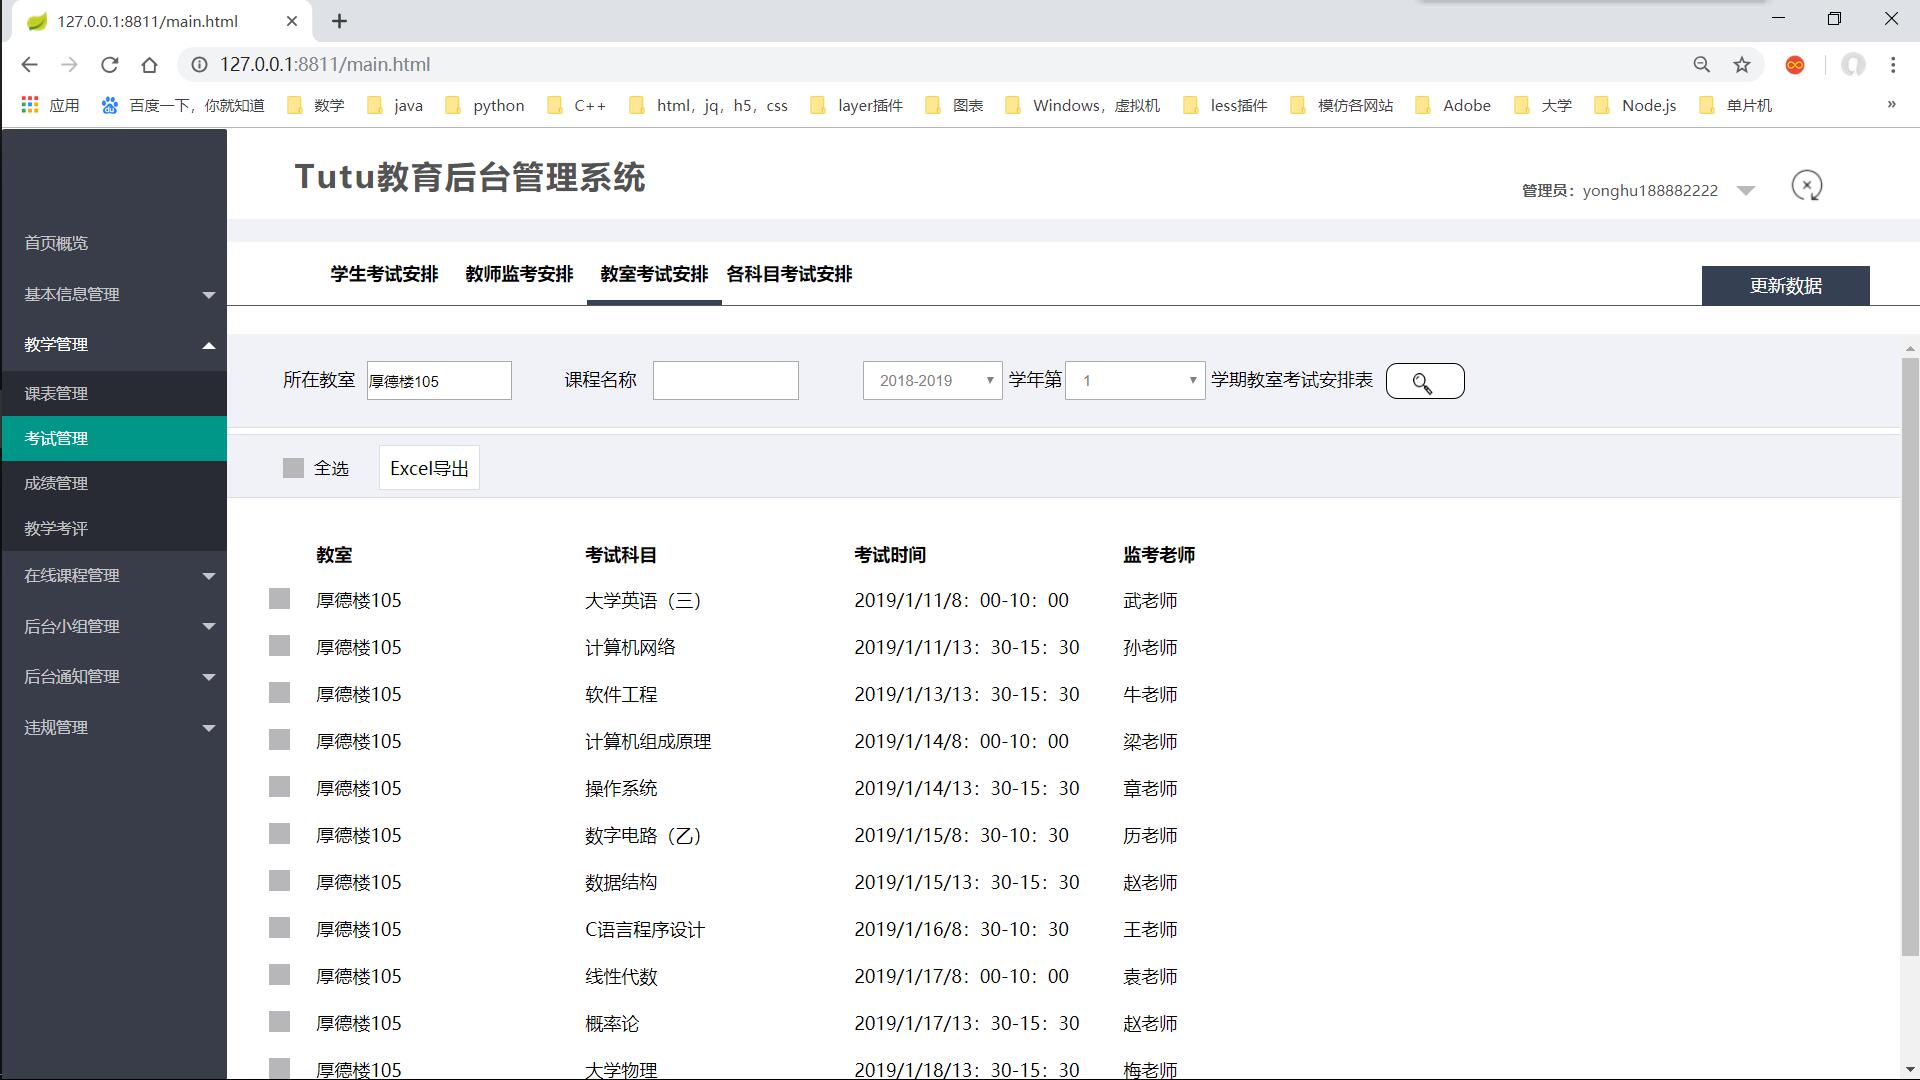 127.0.0.1:8811/main.html
127.0.0.1:8811/main.html
应用 百度一下，你就知道 数学 java python C++ html，jq，h5，css layer插件 图表 Windows，虚拟机 less插件 模仿各网站 Adobe 大学 Node.js 单片机 »
Tutu教育后台管理系统
管理员：yonghu188882222
首页概览
基本信息管理
教学管理
课表管理
考试管理
成绩管理
教学考评
在线课程管理
后台小组管理
后台通知管理
违规管理
学生考试安排 教师监考安排 教室考试安排 各科目考试安排
更新数据
所在教室 厚德楼105 课程名称 2018-2019 学年第 1 学期教室考试安排表
全选 Excel导出
教室 考试科目 考试时间 监考老师
厚德楼105 大学英语（三） 2019/1/11/8：00-10：00 武老师
厚德楼105 计算机网络 2019/1/11/13：30-15：30 孙老师
厚德楼105 软件工程 2019/1/13/13：30-15：30 牛老师
厚德楼105 计算机组成原理 2019/1/14/8：00-10：00 梁老师
厚德楼105 操作系统 2019/1/14/13：30-15：30 章老师
厚德楼105 数字电路（乙） 2019/1/15/8：30-10：30 历老师
厚德楼105 数据结构 2019/1/15/13：30-15：30 赵老师
厚德楼105 C语言程序设计 2019/1/16/8：30-10：30 王老师
厚德楼105 线性代数 2019/1/17/8：00-10：00 袁老师
厚德楼105 概率论 2019/1/17/13：30-15：30 赵老师
厚德楼105 大学物理 2019/1/18/13：30-15：30 梅老师